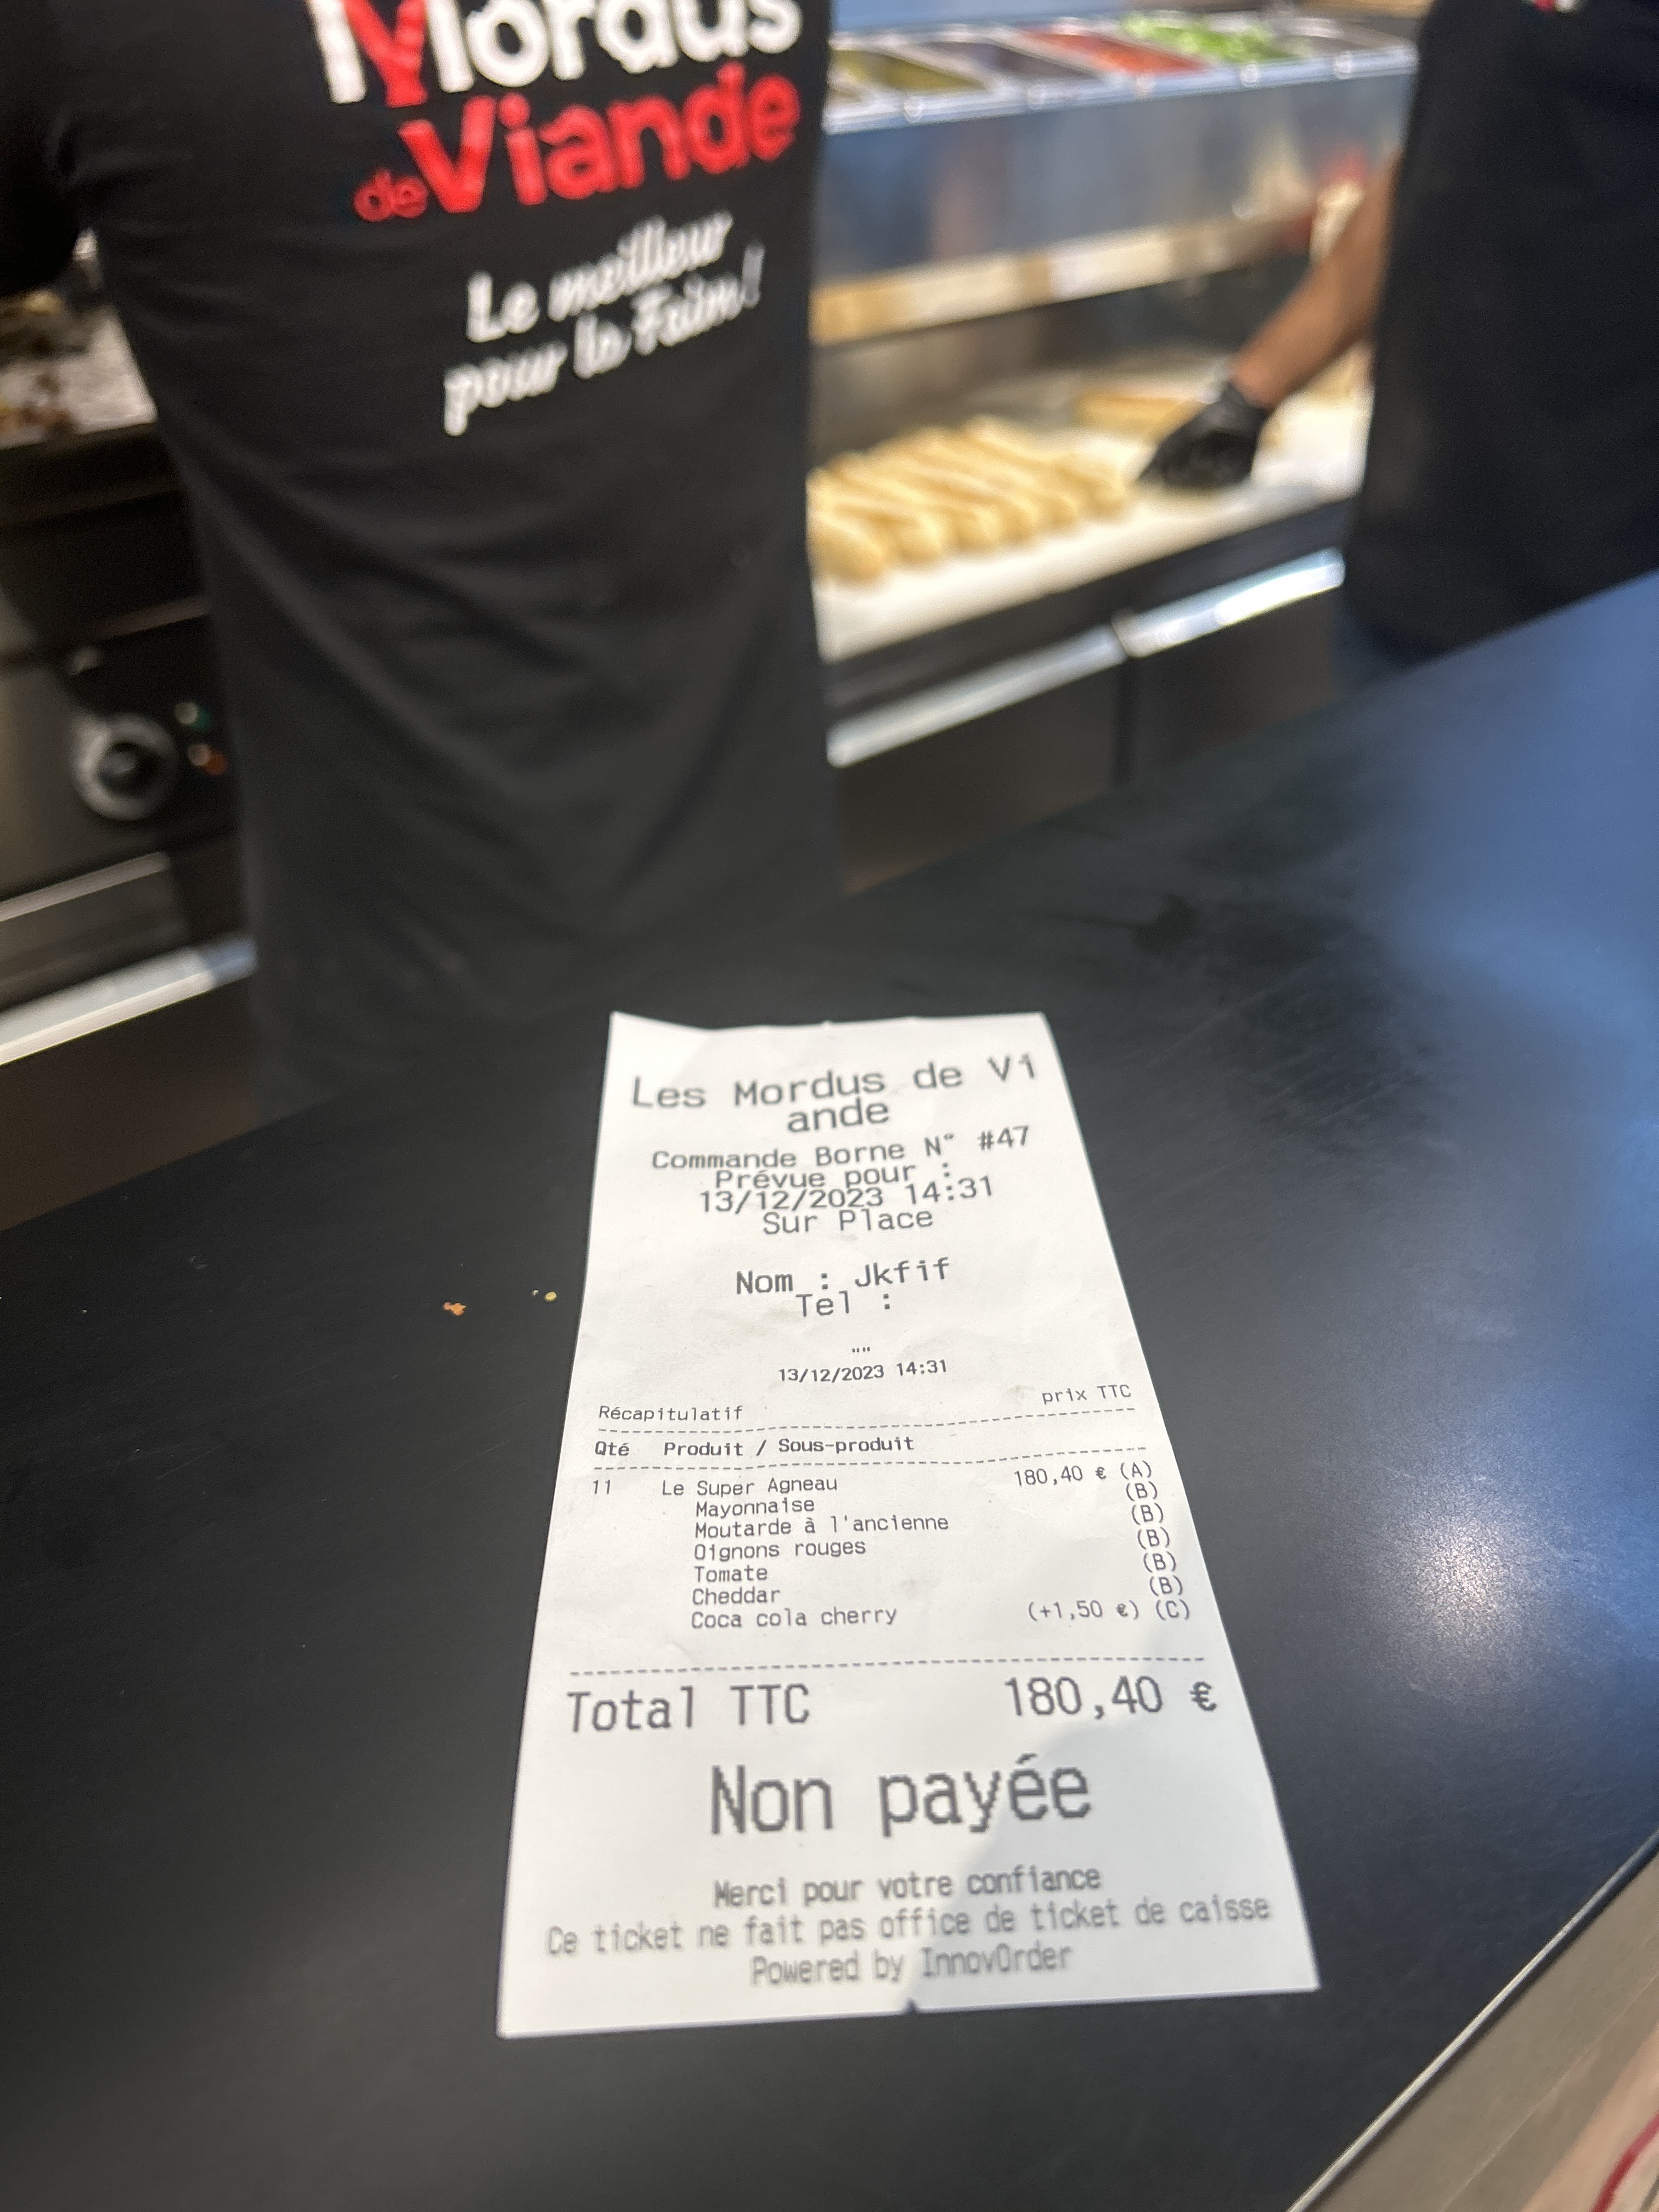 Mordus
de Viande
Le meilleur
pour la Faim!
Les Mordus de Vi
ande
Commande Borne N° #47
Prévue pour :
13/12/2023 14:31
Sur Place
Nom : Jkfif
Tel :
""
13/12/2023 14:31
Récapitulatif prix TTC
Qté Produit / Sous-produit
11 Le Super Agneau 180,40 € (A)
Mayonnaise (B)
Moutarde à l'ancienne (B)
Oignons rouges (B)
Tomate (B)
Cheddar (B)
Coca cola cherry (+1,50 €) (C)
Total TTC 180,40 €
Non payée
Merci pour votre confiance
Ce ticket ne fait pas office de ticket de caisse
Powered by InnovOrder